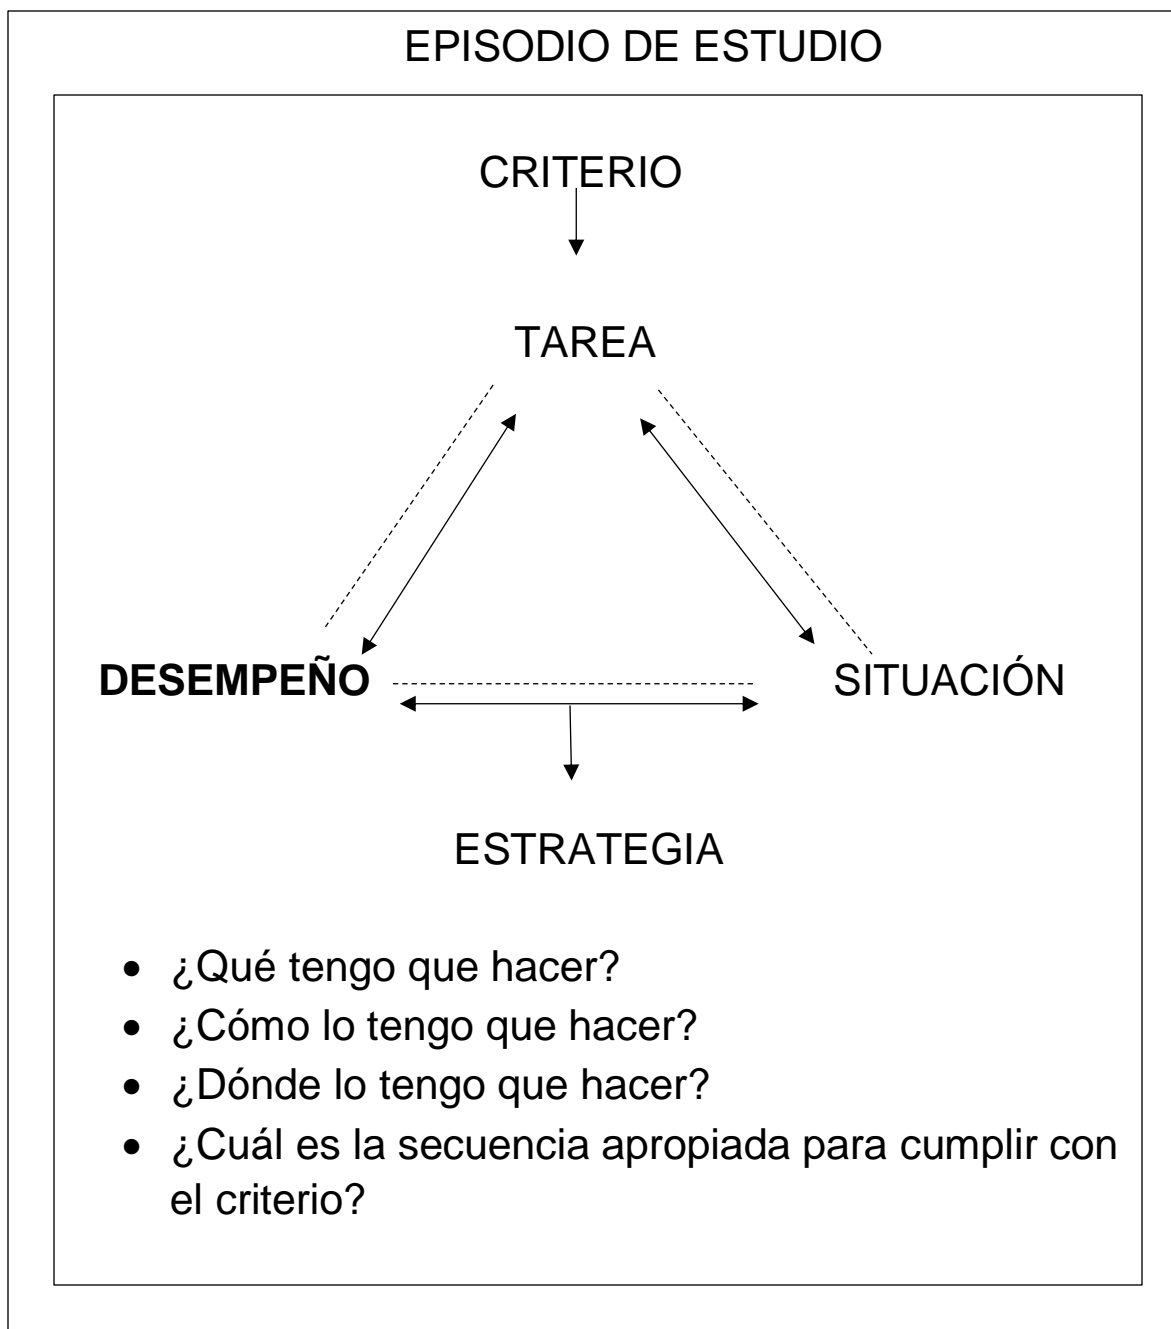 EPISODIO DE ESTUDIO
CRITERIO
TAREA
DESEMPEÑO
SITUACIÓN
ESTRATEGIA
• ¿Qué tengo que hacer?
• ¿Cómo lo tengo que hacer?
• ¿Dónde lo tengo que hacer?
• ¿Cuál es la secuencia apropiada para cumplir con
el criterio?